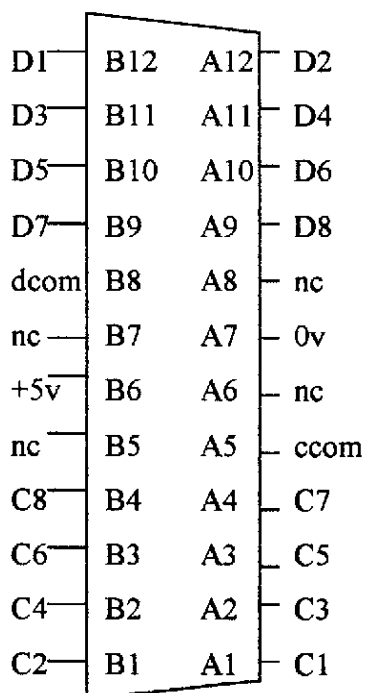 D1 B12 A12 D2
D3 B11 A11 D4
D5 B10 A10 D6
D7 B9 A9 D8
dcom B8 A8 nc
nc B7 A7 0v
+5v B6 A6 nc
nc B5 A5 ccom
C8 B4 A4 C7
C6 B3 A3 C5
C4 B2 A2 C3
C2 B1 A1 C1